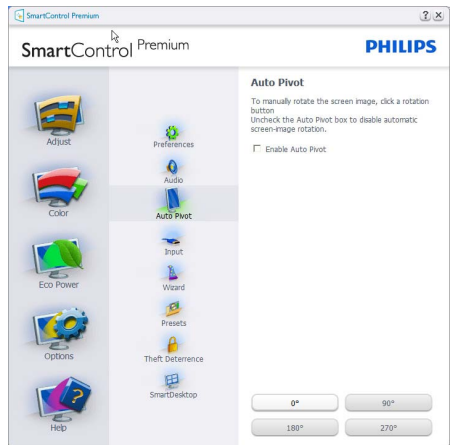 SmartControl Premium
SmartControl Premium
PHILIPS
Adjust
Color
Eco Power
Options
Help
Preferences
Audio
Auto Pivot
Input
Wizard
Presets
Theft Deterrence
SmartDesktop
Auto Pivot
To manually rotate the screen image, click a rotation
button
Uncheck the Auto Pivot box to disable automatic
screen-image rotation.
Enable Auto Pivot
0°
90°
180°
270°